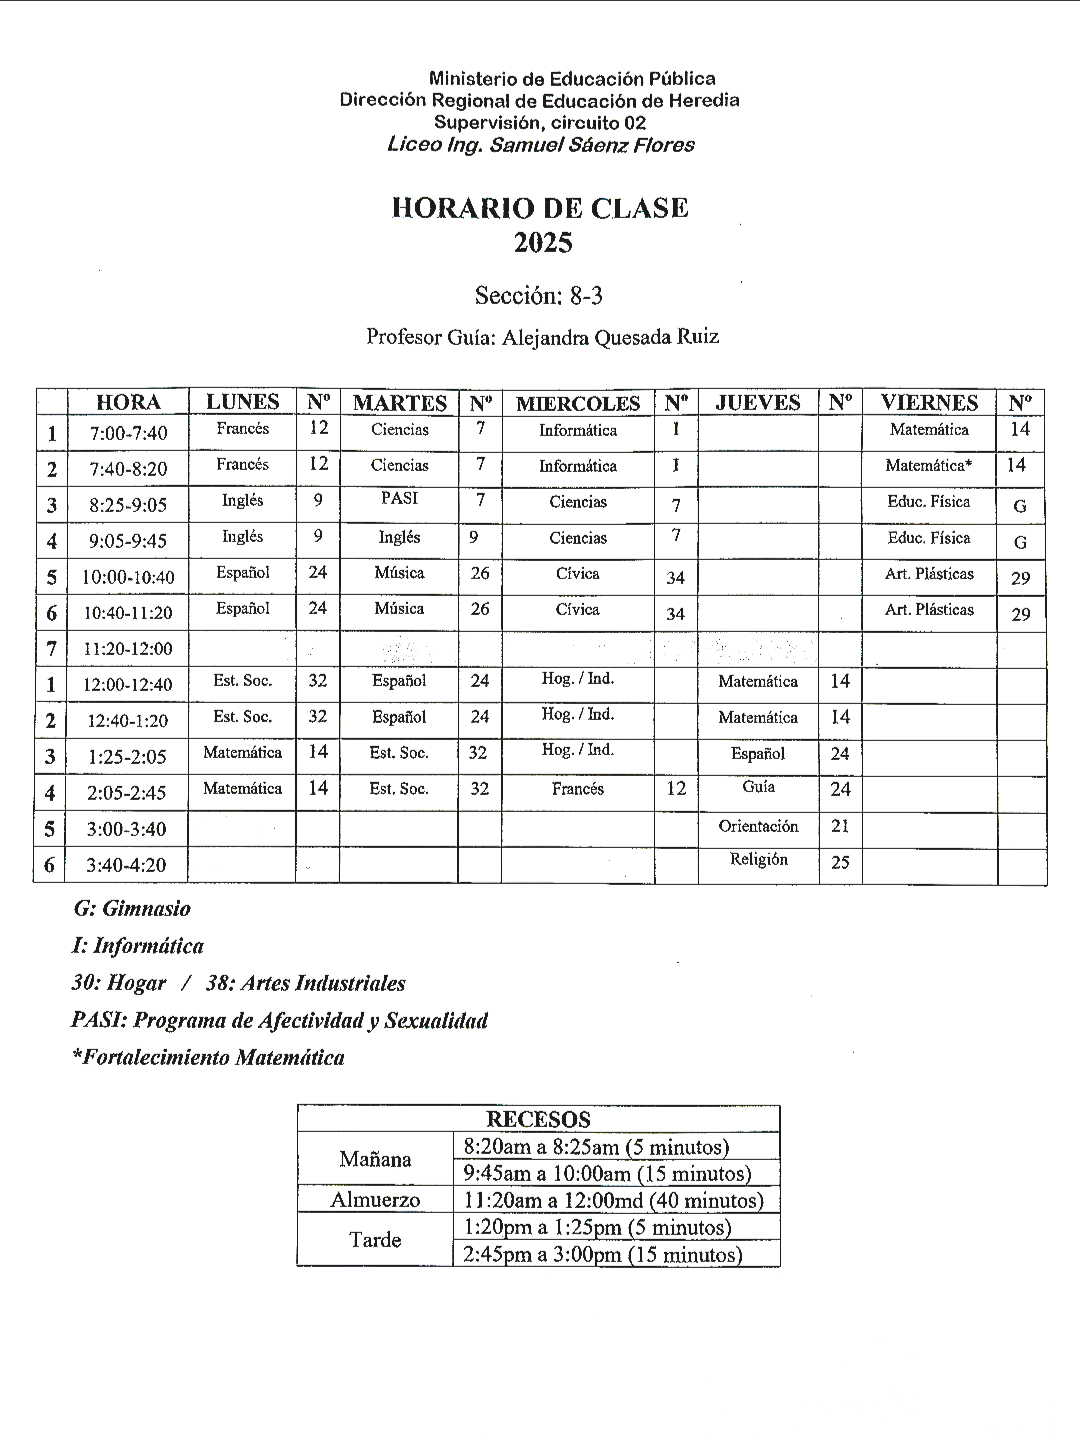 Ministerio de Educación Pública
Dirección Regional de Educación de Heredia
Supervisión, circuito 02
Liceo Ing. Samuel Sáenz Flores
HORARIO DE CLASE
2025
Sección: 8-3
Profesor Guía: Alejandra Quesada Ruiz
HORA LUNES Nº MARTES Nº MIERCOLES Nº JUEVES Nº VIERNES Nº
1 7:00-7:40 Francés 12 Ciencias 7 Informática I Matemática 14
2 7:40-8:20 Francés 12 Ciencias 7 Informática I Matemática* 14
3 8:25-9:05 Inglés 9 PASI 7 Ciencias 7 Educ. Física G
4 9:05-9:45 Inglés 9 Inglés 9 Ciencias 7 Educ. Física G
5 10:00-10:40 Español 24 Música 26 Cívica 34 Art. Plásticas 29
6 10:40-11:20 Español 24 Música 26 Cívica 34 Art. Plásticas 29
7 11:20-12:00
1 12:00-12:40 Est. Soc. 32 Español 24 Hog. / Ind. Matemática 14
2 12:40-1:20 Est. Soc. 32 Español 24 Hog. / Ind. Matemática 14
3 1:25-2:05 Matemática 14 Est. Soc. 32 Hog. / Ind. Español 24
4 2:05-2:45 Matemática 14 Est. Soc. 32 Francés 12 Guía 24
5 3:00-3:40 Orientación 21
6 3:40-4:20 Religión 25
G: Gimnasio
I: Informática
30: Hogar / 38: Artes Industriales
PASI: Programa de Afectividad y Sexualidad
*Fortalecimiento Matemática
RECESOS
Mañana 8:20am a 8:25am (5 minutos)
9:45am a 10:00am (15 minutos)
Almuerzo 11:20am a 12:00md (40 minutos)
Tarde 1:20pm a 1:25pm (5 minutos)
2:45pm a 3:00pm (15 minutos)